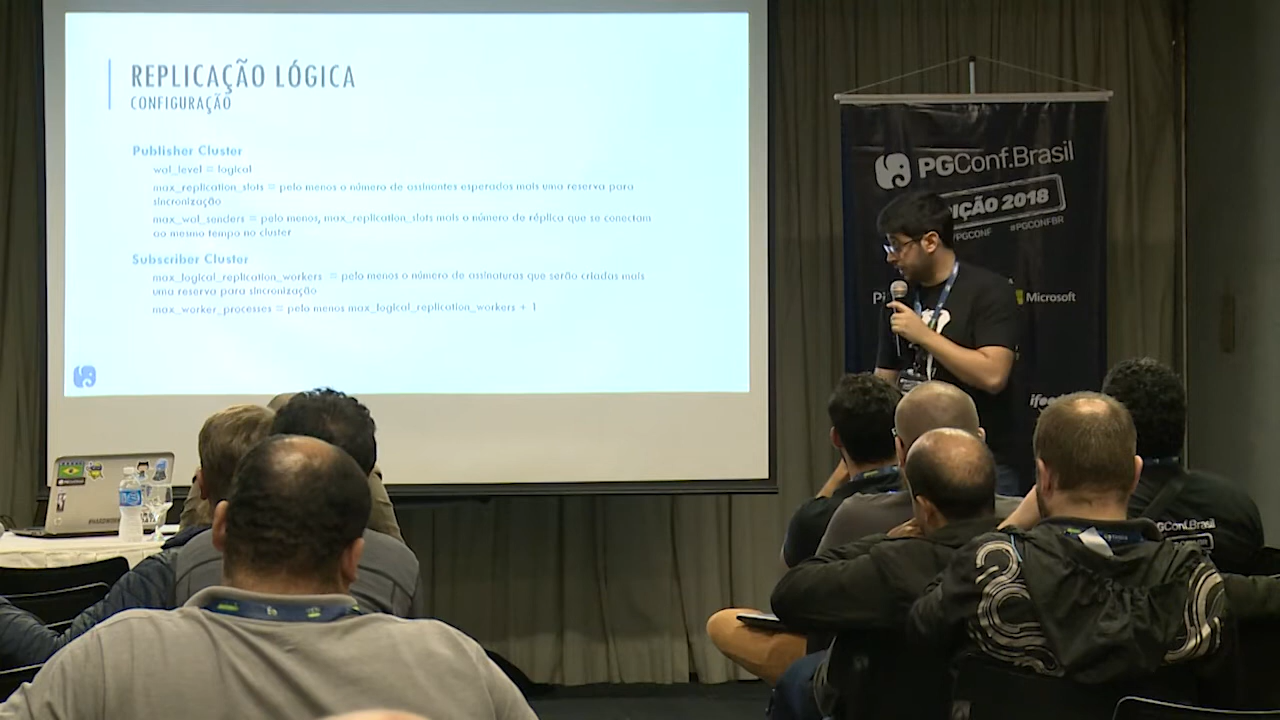 REPLICAÇÃO LÓGICA
CONFIGURAÇÃO
Publisher Cluster
wal_level = logical
max_replication_slots = pelo menos o número de assinantes esperados mais uma reserva para
sincronização
max_wal_senders = pelo menos, max_replication_slots mais o número de réplica que se conectam
ao mesmo tempo no cluster
Subscriber Cluster
max_logical_replication_workers = pelo menos o número de assinaturas que serão criadas mais
uma reserva para sincronização
max_worker_processes = pelo menos max_logical_replication_workers + 1
PGConf.Brasil
IÇÃO 2018
/PGCONF #PGCONFBR
Microsoft